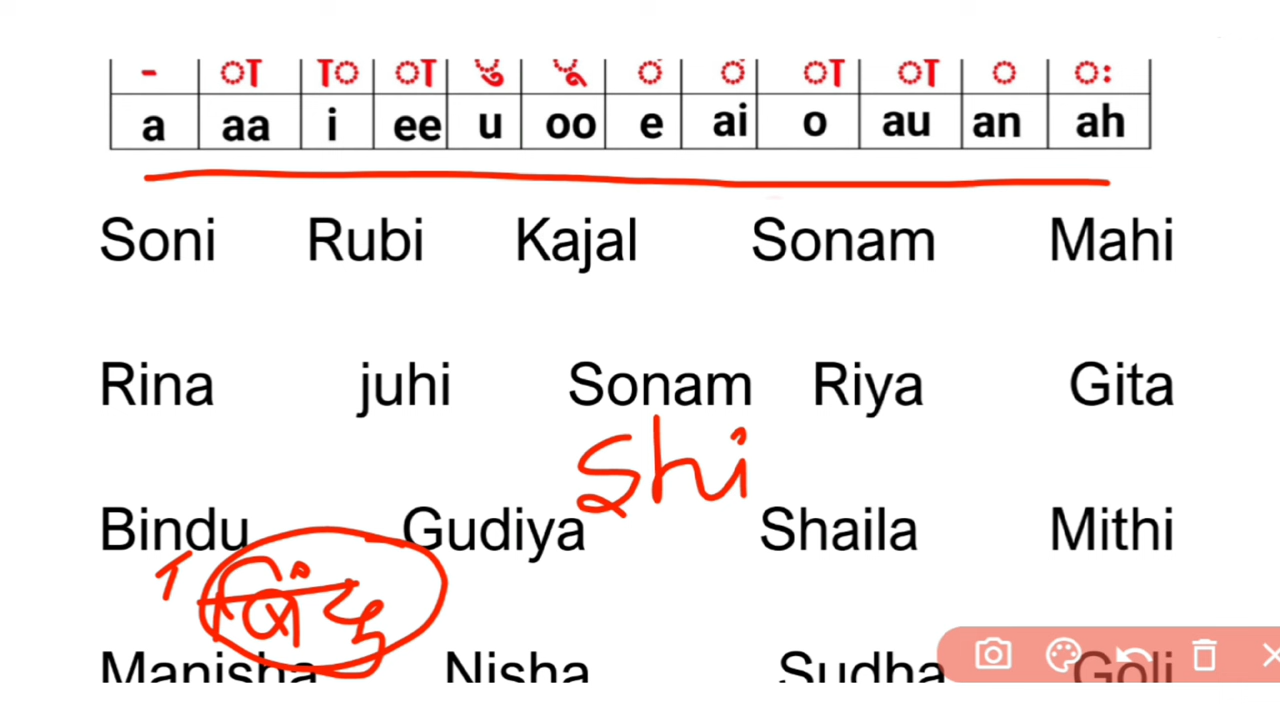 - ा ि ी ु ू े ै ो ौ ं ः
a aa i ee u oo e ai o au an ah
Soni Rubi Kajal Sonam Mahi
Rina juhi Sonam Riya Gita
Shi
Bindu Gudiya Shaila Mithi
बिंदु
Manisha Nisha Sudha Goli